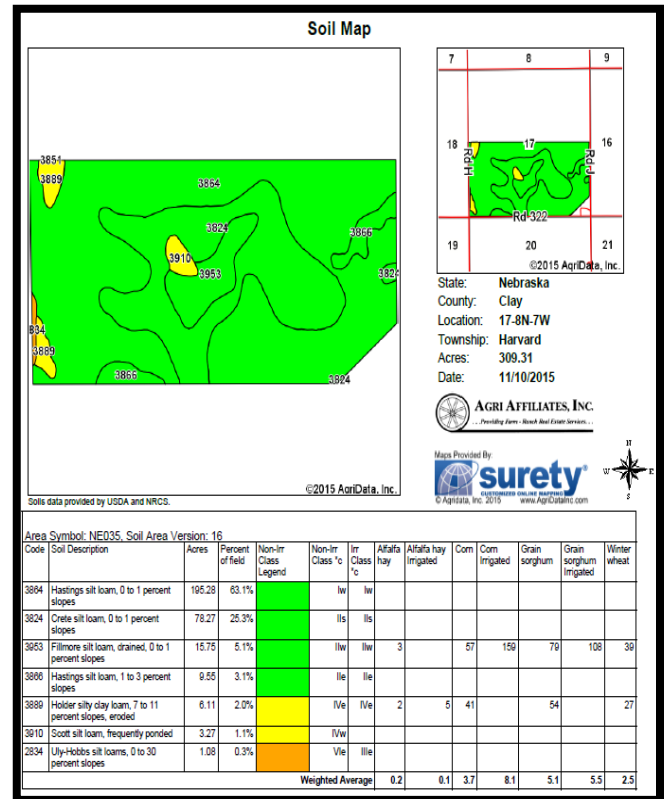 Soil Map
3851
3889
3864
3824
3866
3910
3953
3824
834
3889
3866
3824
©2015 AgriData, Inc.
Soils data provided by USDA and NRCS.
7 8 9
18 17 16
Rd H
Rd J
Rd 322
19 20 21
©2015 AgriData, Inc.
State: Nebraska
County: Clay
Location: 17-8N-7W
Township: Harvard
Acres: 309.31
Date: 11/10/2015
AGRI AFFILIATES, INC.
...Providing Farm - Ranch Real Estate Services...
Maps Provided By:
surety®
CUSTOMIZED ONLINE MAPPING
© Agridata, Inc. 2015 www.AgriDataInc.com
N
W E
S
Area Symbol: NE035, Soil Area Version: 16
Code Soil Description Acres Percent of field Non-Irr Class Legend Non-Irr Class *c Irr Class *c Alfalfa hay Alfalfa hay Irrigated Corn Corn Irrigated Grain sorghum Grain sorghum Irrigated Winter wheat
3864 Hastings silt loam, 0 to 1 percent slopes 195.28 63.1% Iw Iw
3824 Crete silt loam, 0 to 1 percent slopes 78.27 25.3% IIs IIs
3953 Fillmore silt loam, drained, 0 to 1 percent slopes 15.75 5.1% IIw IIw 3 57 159 79 108 39
3866 Hastings silt loam, 1 to 3 percent slopes 9.55 3.1% IIe IIe
3889 Holder silty clay loam, 7 to 11 percent slopes, eroded 6.11 2.0% IVe IVe 2 5 41 54 27
3910 Scott silt loam, frequently ponded 3.27 1.1% IVw
2834 Uly-Hobbs silt loams, 0 to 30 percent slopes 1.08 0.3% VIe IIIe
Weighted Average 0.2 0.1 3.7 8.1 5.1 5.5 2.5